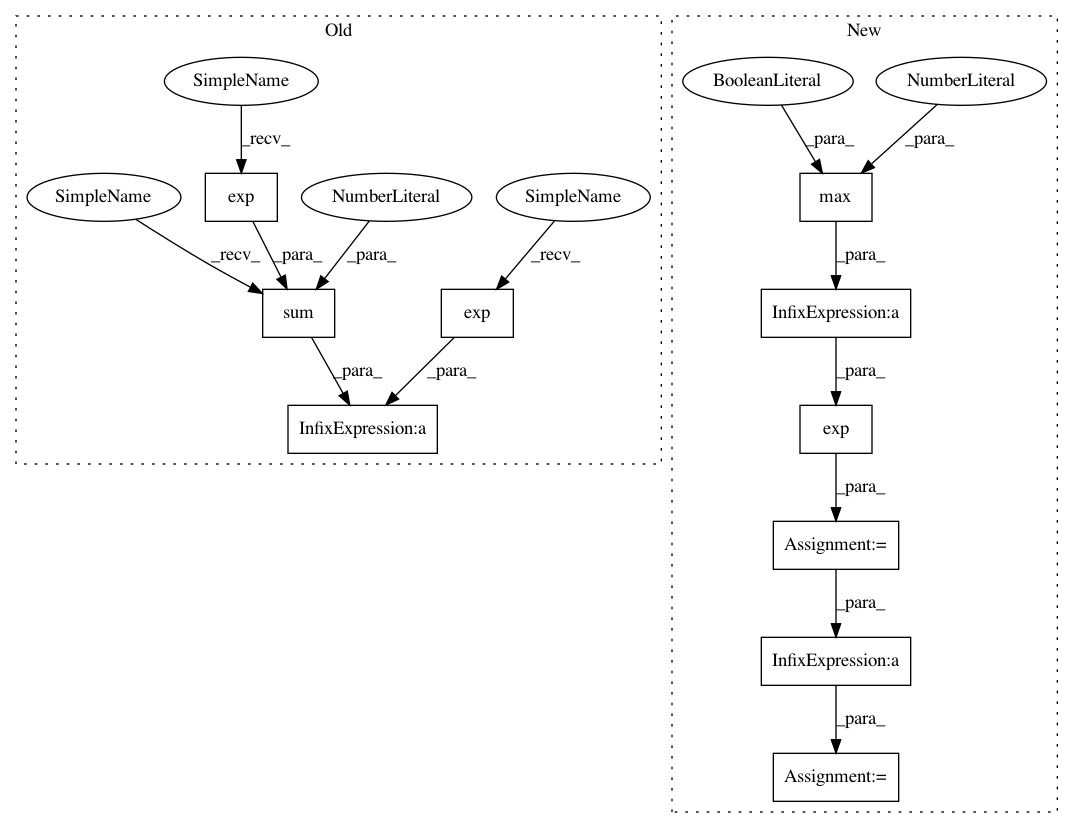 Old
New
SimpleName
BooleanLiteral
NumberLiteral
_recv_
_para_
_para_
SimpleName
exp
NumberLiteral
SimpleName
max
_recv_
_para_
_para_
_recv_
_para_
sum
exp
InfixExpression:a
_para_
_para_
_para_
InfixExpression:a
exp
_para_
Assignment:=
_para_
InfixExpression:a
_para_
Assignment:=